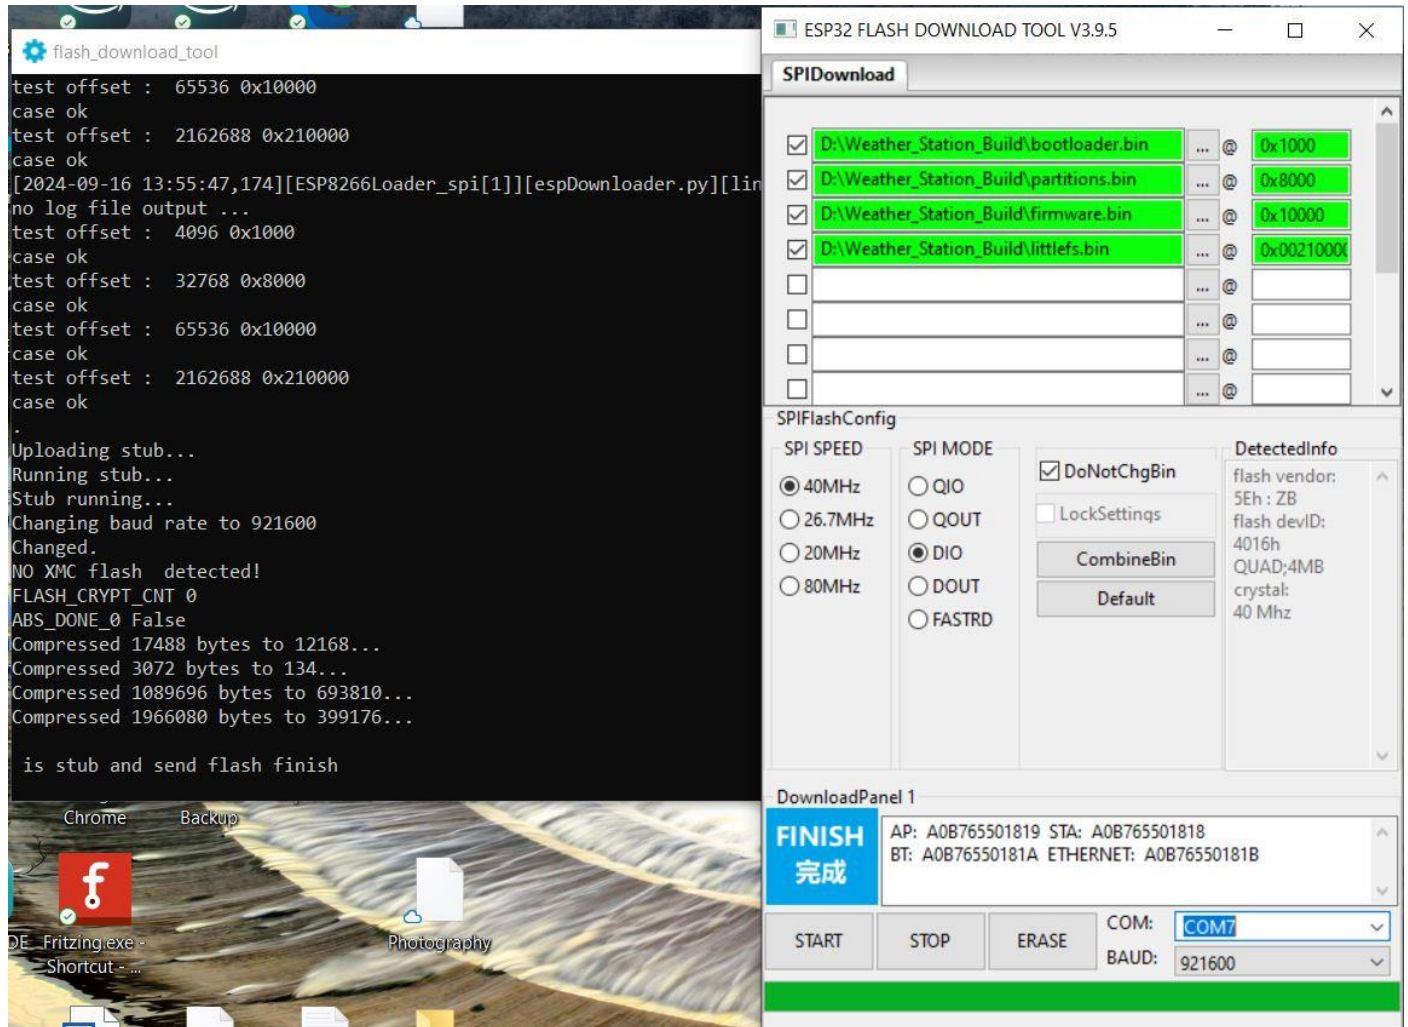 flash_download_tool
test offset :  65536 0x10000
case ok
test offset :  2162688 0x210000
case ok
[2024-09-16 13:55:47,174][ESP8266Loader_spi[1]][espDownloader.py][lin
no log file output ...
test offset :  4096 0x1000
case ok
test offset :  32768 0x8000
case ok
test offset :  65536 0x10000
case ok
test offset :  2162688 0x210000
case ok
.
Uploading stub...
Running stub...
Stub running...
Changing baud rate to 921600
Changed.
NO XMC flash  detected!
FLASH_CRYPT_CNT 0
ABS_DONE_0 False
Compressed 17488 bytes to 12168...
Compressed 3072 bytes to 134...
Compressed 1089696 bytes to 693810...
Compressed 1966080 bytes to 399176...
is stub and send flash finish
Chrome
Backup
Fritzing.exe -
Shortcut - ...
Photography
ESP32 FLASH DOWNLOAD TOOL V3.9.5
SPIDownload
D:\Weather_Station_Build\bootloader.bin ... @ 0x1000
D:\Weather_Station_Build\partitions.bin ... @ 0x8000
D:\Weather_Station_Build\firmware.bin ... @ 0x10000
D:\Weather_Station_Build\littlefs.bin ... @ 0x0021000(
... @
... @
... @
... @
SPIFlashConfig
SPI SPEED
40MHz
26.7MHz
20MHz
80MHz
SPI MODE
QIO
QOUT
DIO
DOUT
FASTRD
DoNotChgBin
LockSettings
CombineBin
Default
DetectedInfo
flash vendor:
5Eh : ZB
flash devID:
4016h
QUAD;4MB
crystal:
40 Mhz
DownloadPanel 1
FINISH
完成
AP: A0B765501819 STA: A0B765501818
BT: A0B76550181A ETHERNET: A0B76550181B
START
STOP
ERASE
COM: COM7
BAUD: 921600